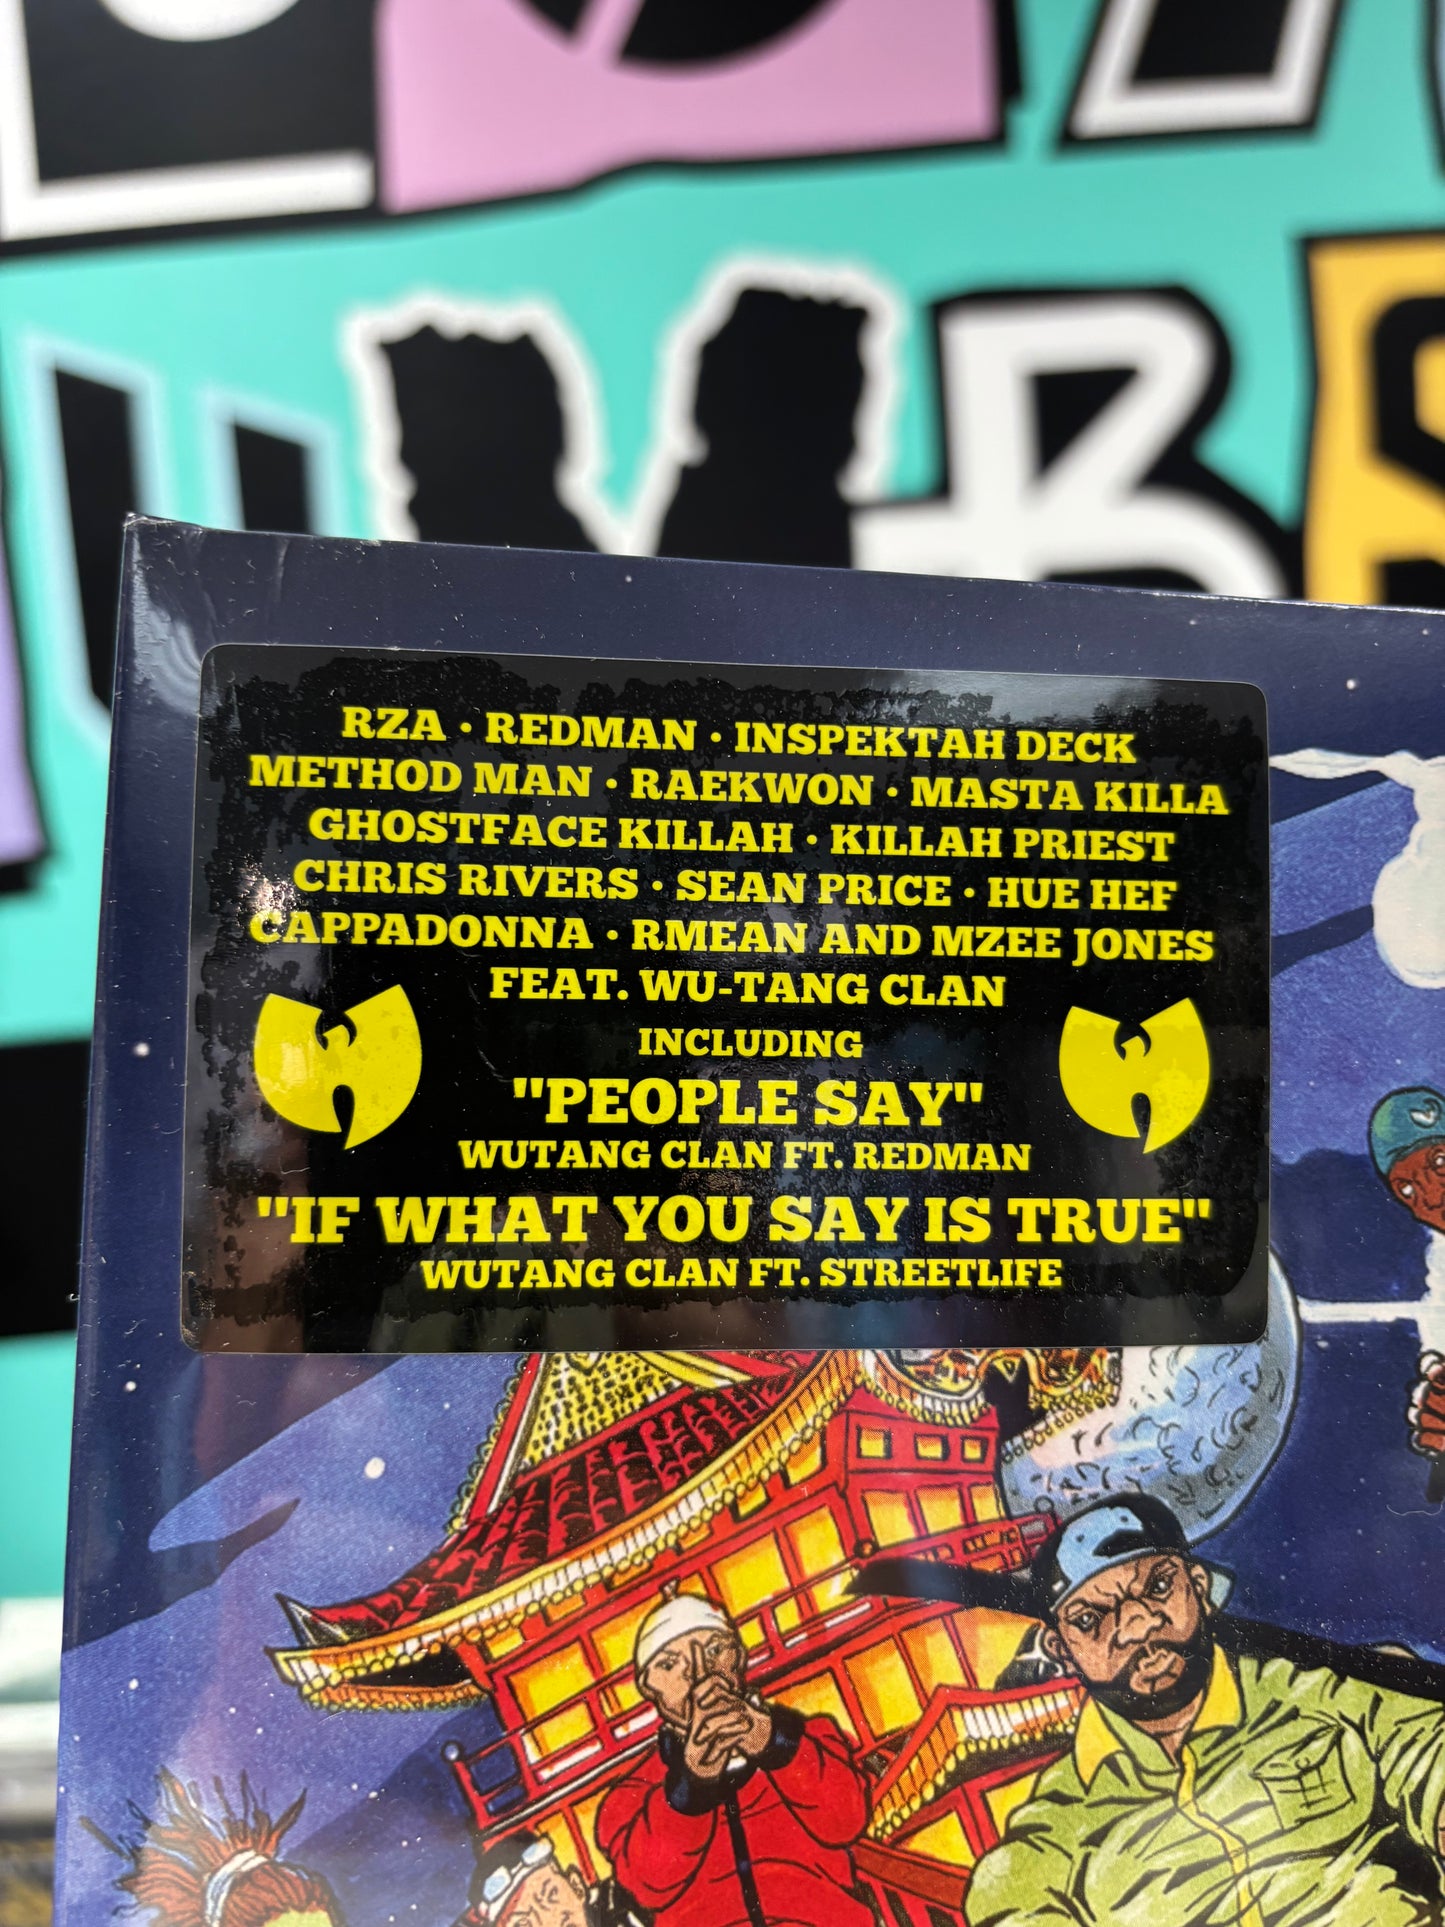 RZA · REDMAN · INSPEKTAH DECK
METHOD MAN · RAEKWON · MASTA KILLA
GHOSTFACE KILLAH · KILLAH PRIEST
CHRIS RIVERS · SEAN PRICE · HUE HEF
CAPPADONNA · RMEAN AND MZEE JONES
FEAT. WU-TANG CLAN
INCLUDING
"PEOPLE SAY"
WUTANG CLAN FT. REDMAN
"IF WHAT YOU SAY IS TRUE"
WUTANG CLAN FT. STREETLIFE